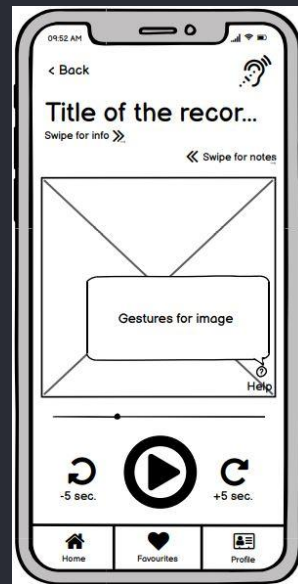 09:52 AM
< Back
Title of the recor...
Swipe for info >>
<< Swipe for notes
Gestures for image
?
Help
-5 sec.
+5 sec.
Home
Favourites
Profile